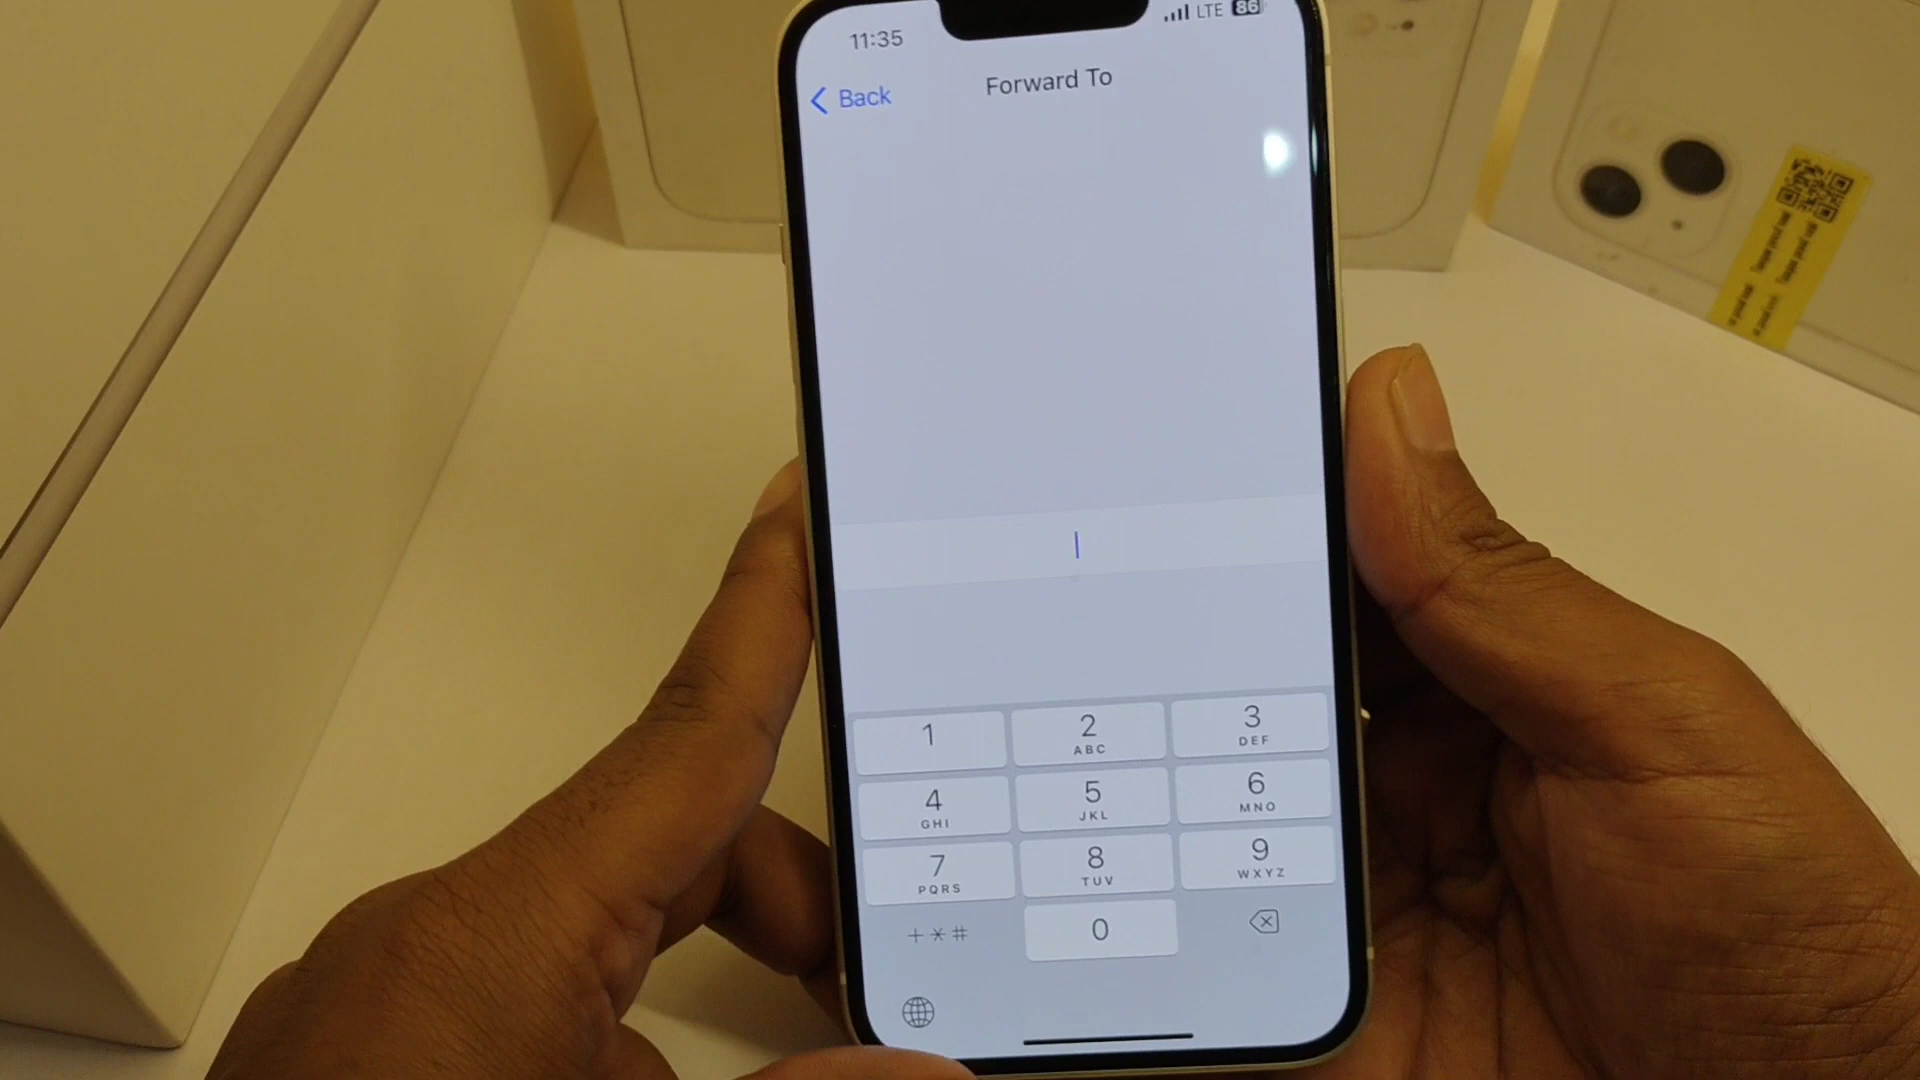 11:35
LTE 86
Back
Forward To
1
2
ABC
3
DEF
4
GHI
5
JKL
6
MNO
7
PQRS
8
TUV
9
WXYZ
+*#
0